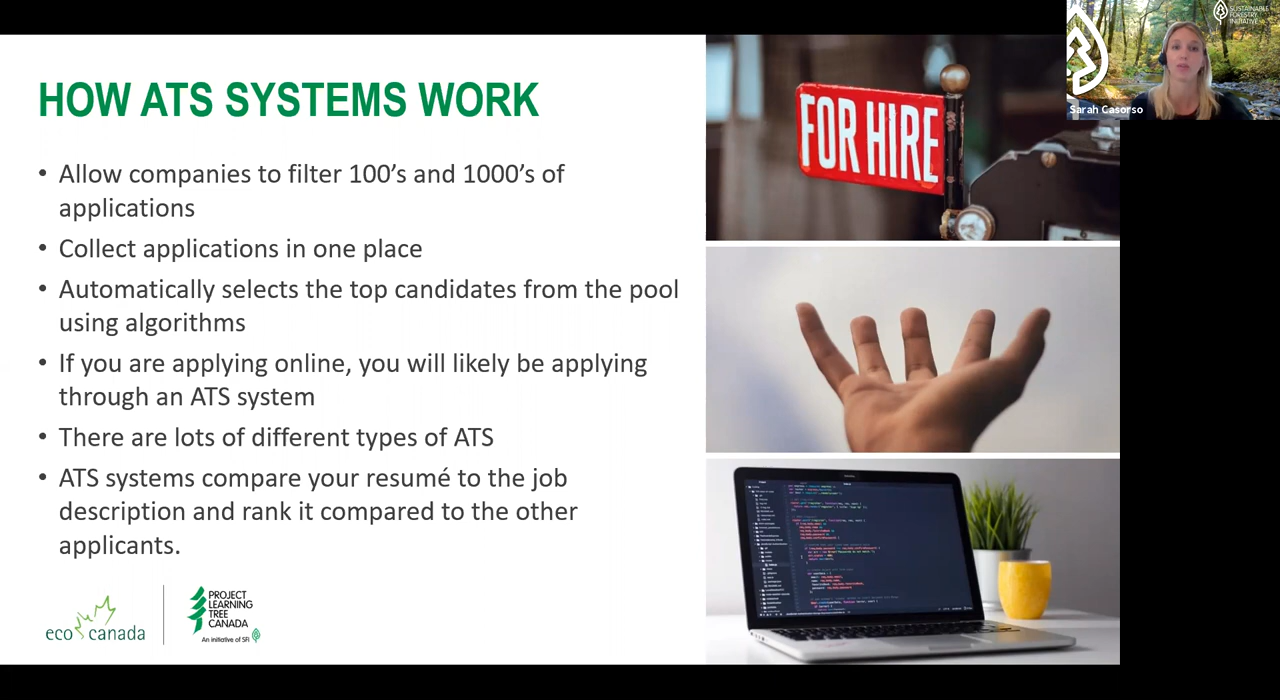 HOW ATS SYSTEMS WORK
• Allow companies to filter 100’s and 1000’s of
applications
• Collect applications in one place
• Automatically selects the top candidates from the pool
using algorithms
• If you are applying online, you will likely be applying
through an ATS system
• There are lots of different types of ATS
• ATS systems compare your resumé to the job
description and rank it compared to the other
applicants.
eco canada
PROJECT
LEARNING
TREE
CANADA
An initiative of SFI
FOR HIRE
SUSTAINABLE
FORESTRY
INITIATIVE
Sarah Casorso